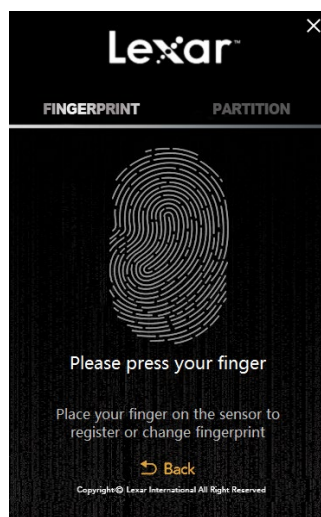 Lexar™
FINGERPRINT PARTITION
Please press your finger
Place your finger on the sensor to
register or change fingerprint
Back
Copyright© Lexar International All Right Reserved